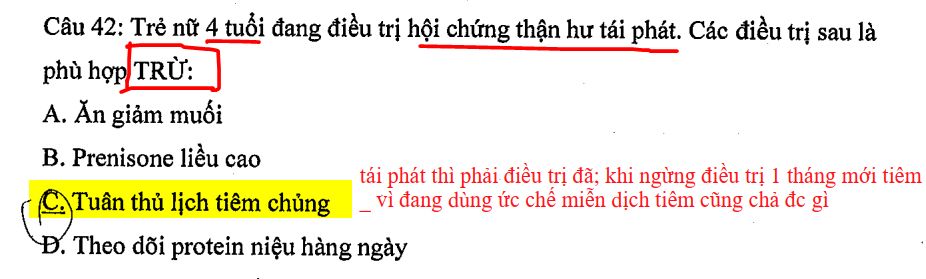 Câu 42: Trẻ nữ 4 tuổi đang điều trị hội chứng thận hư tái phát. Các điều trị sau là
phù hợp TRỪ:
A. Ăn giảm muối
B. Prenisone liều cao
tái phát thì phải điều trị đã; khi ngừng điều trị 1 tháng mới tiêm
C. Tuân thủ lịch tiêm chủng
_ vì đang dùng ức chế miễn dịch tiêm cũng chả đc gì
D. Theo dõi protein niệu hàng ngày